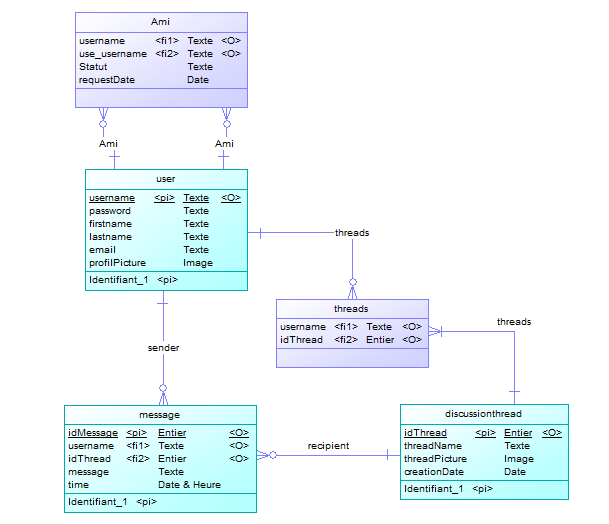 Ami
username <fi1> Texte <O>
use_username <fi2> Texte <O>
Statut Texte
requestDate Date
Ami Ami
user
username <pi> Texte <O>
password Texte
firstname Texte
lastname Texte
email Texte
profilPicture Image
Identifiant_1 <pi>
threads
threads
username <fi1> Texte <O>
idThread <fi2> Entier <O>
threads
sender
message
idMessage <pi> Entier <O>
username <fi1> Texte <O>
idThread <fi2> Entier <O>
message Texte
time Date & Heure
Identifiant_1 <pi>
recipient
discussionthread
idThread <pi> Entier <O>
threadName Texte
threadPicture Image
creationDate Date
Identifiant_1 <pi>